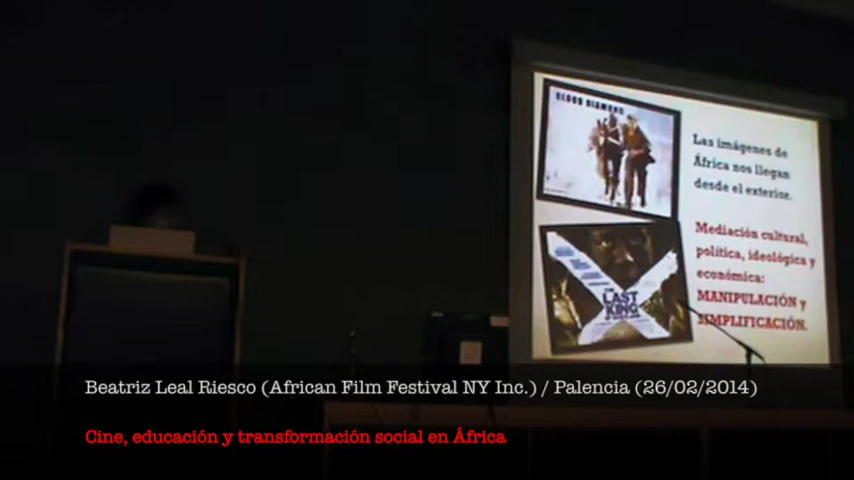 BLOOD DIAMOND
Las imágenes de
África nos llegan
desde el exterior.
Mediación cultural,
política, ideológica y
económica:
MANIPULACIÓN y
SIMPLIFICACIÓN.
THE
LAST
KING
Beatriz Leal Riesco (African Film Festival NY Inc.) / Palencia (26/02/2014)
Cine, educación y transformación social en África